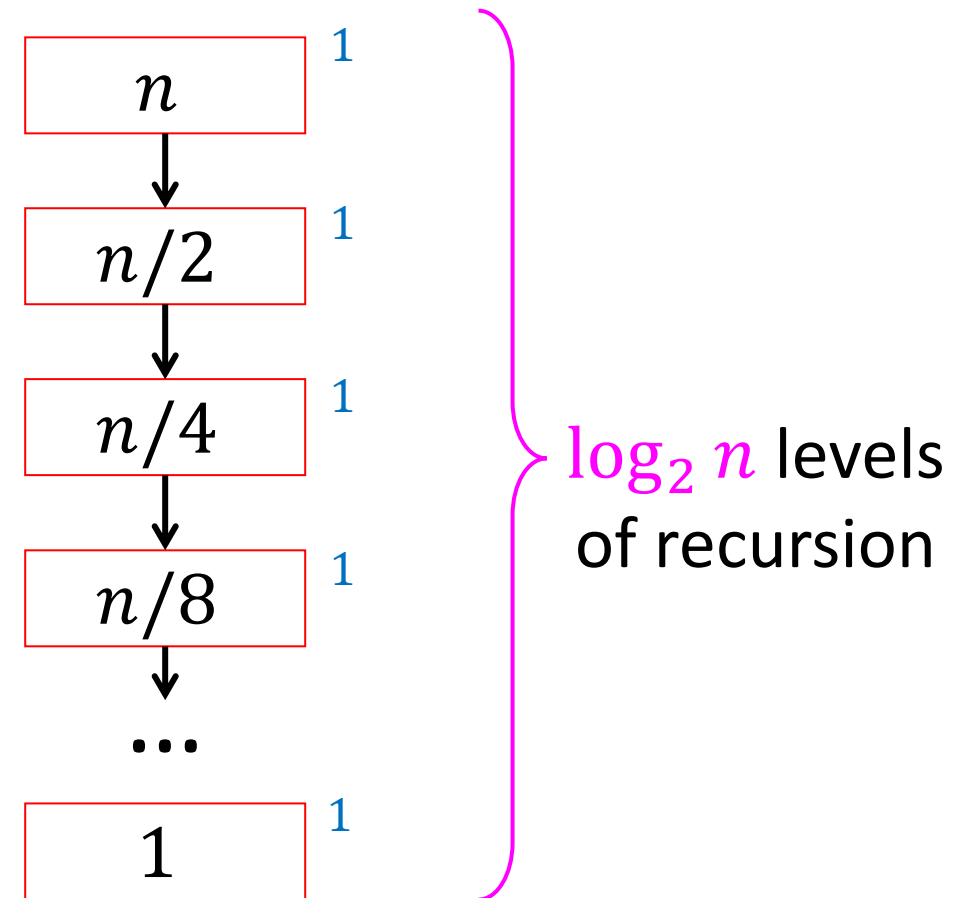 n 1
n/2 1
n/4 1
n/8 1
...
1 1
log₂ n levels
of recursion